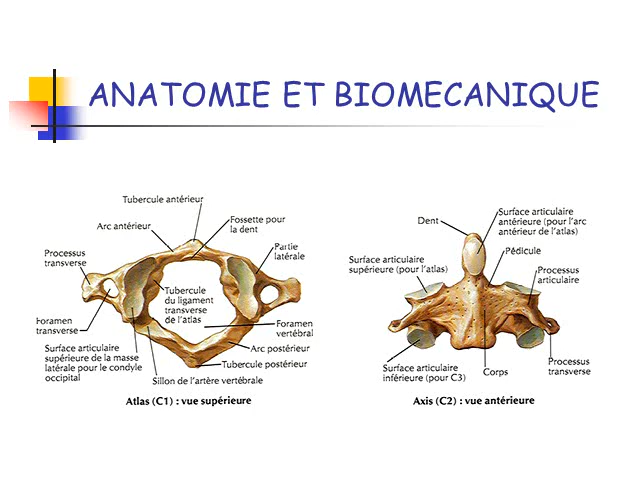 ANATOMIE ET BIOMECANIQUE
Tubercule antérieur
Arc antérieur
Fossette pour
la dent
Processus
transverse
Partie
latérale
Tubercule
du ligament
transverse
de l'atlas
Foramen
transverse
Foramen
vertébral
Surface articulaire
supérieure de la masse
latérale pour le condyle
occipital
Arc postérieur
Tubercule postérieur
Sillon de l'artère vertébrale
Atlas (C1) : vue supérieure
Dent
Surface articulaire
antérieure (pour l'arc
antérieur de l'atlas)
Pédicule
Surface articulaire
supérieure (pour l'atlas)
Processus
articulaire
Surface articulaire
inférieure (pour C3)
Corps
Processus
transverse
Axis (C2) : vue antérieure